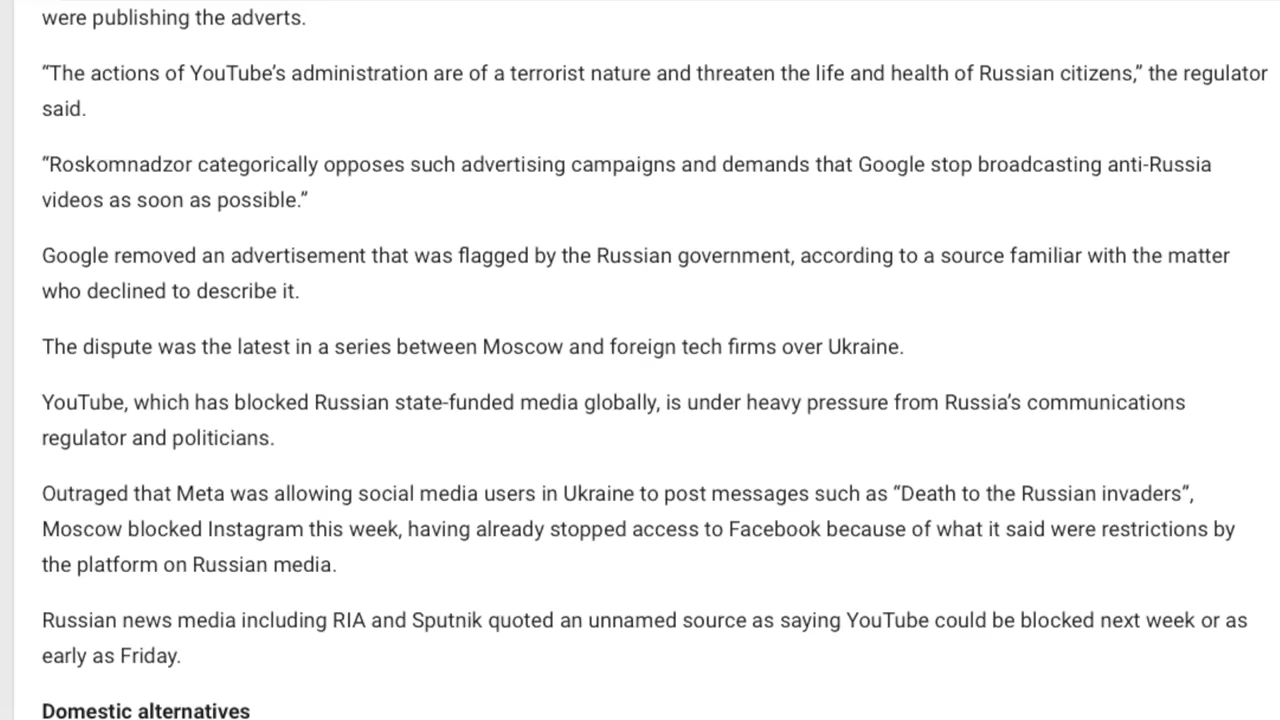 were publishing the adverts.
“The actions of YouTube’s administration are of a terrorist nature and threaten the life and health of Russian citizens,” the regulator
said.
“Roskomnadzor categorically opposes such advertising campaigns and demands that Google stop broadcasting anti-Russia
videos as soon as possible.”
Google removed an advertisement that was flagged by the Russian government, according to a source familiar with the matter
who declined to describe it.
The dispute was the latest in a series between Moscow and foreign tech firms over Ukraine.
YouTube, which has blocked Russian state-funded media globally, is under heavy pressure from Russia’s communications
regulator and politicians.
Outraged that Meta was allowing social media users in Ukraine to post messages such as “Death to the Russian invaders”,
Moscow blocked Instagram this week, having already stopped access to Facebook because of what it said were restrictions by
the platform on Russian media.
Russian news media including RIA and Sputnik quoted an unnamed source as saying YouTube could be blocked next week or as
early as Friday.
Domestic alternatives